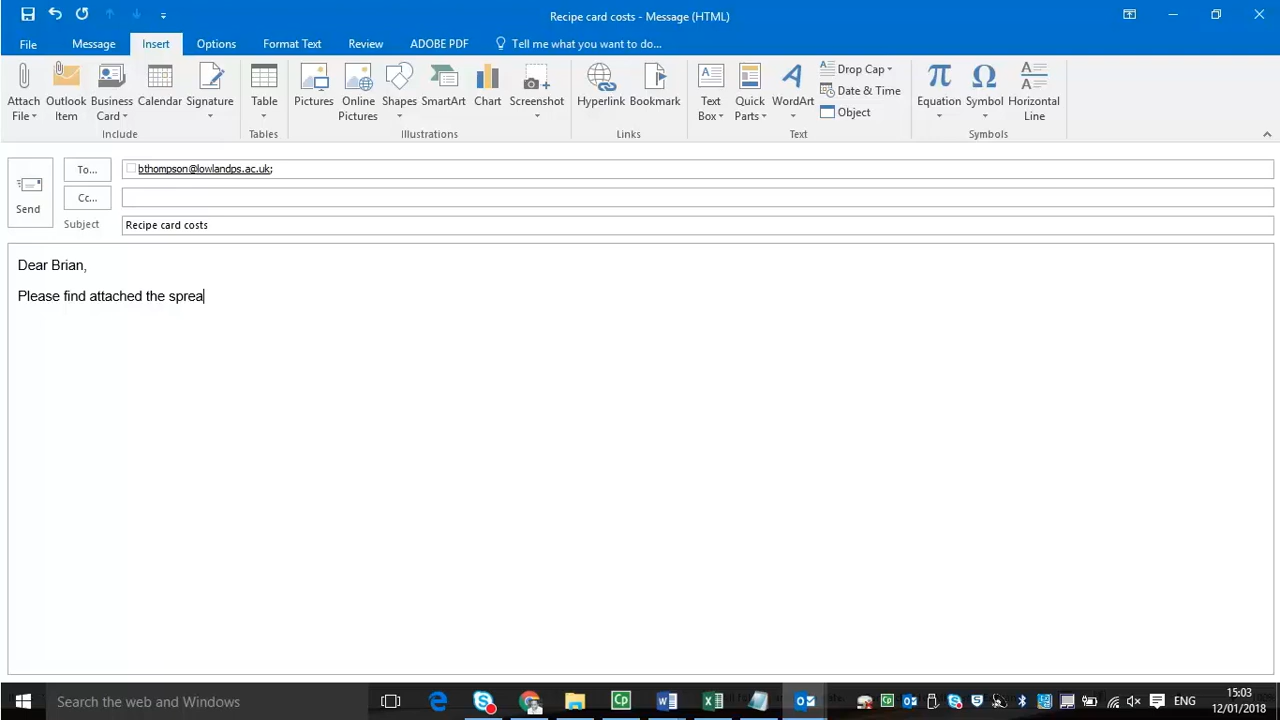 Recipe card costs - Message (HTML)
File Message Insert Options Format Text Review ADOBE PDF Tell me what you want to do...
Attach File Outlook Item Business Card Calendar Signature Table Pictures Online Pictures Shapes SmartArt Chart Screenshot Hyperlink Bookmark Text Box Quick Parts WordArt Drop Cap Equation Symbol Horizontal Line
Date & Time
Object
Include Tables Illustrations Links Text Symbols
To... bthompson@lowlandps.ac.uk;
Send Cc...
Subject Recipe card costs
Dear Brian,
Please find attached the sprea
Search the web and Windows ENG 15:03
12/01/2018